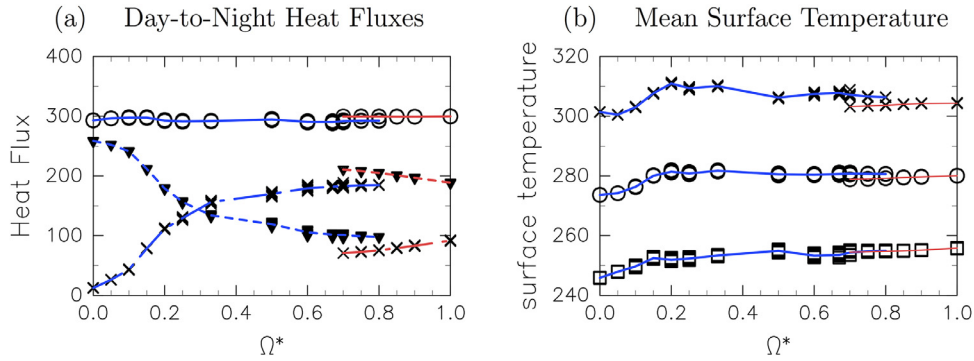 (a) Day-to-Night Heat Fluxes
400
300
200
100
0
Heat Flux
0.0 0.2 0.4 0.6 0.8 1.0
Ω*
(b) Mean Surface Temperature
320
300
280
260
240
surface temperature
0.0 0.2 0.4 0.6 0.8 1.0
Ω*